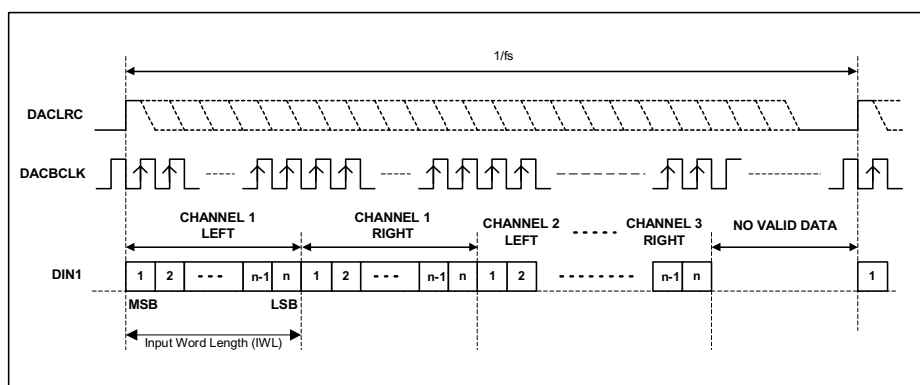 1/fs
DACLRC
DACBCLK
CHANNEL 1
LEFT
CHANNEL 1
RIGHT
CHANNEL 2
LEFT
CHANNEL 3
RIGHT
NO VALID DATA
DIN1
1 2 n-1 n 1 2 n-1 n 1 2 n-1 n 1
MSB LSB
Input Word Length (IWL)